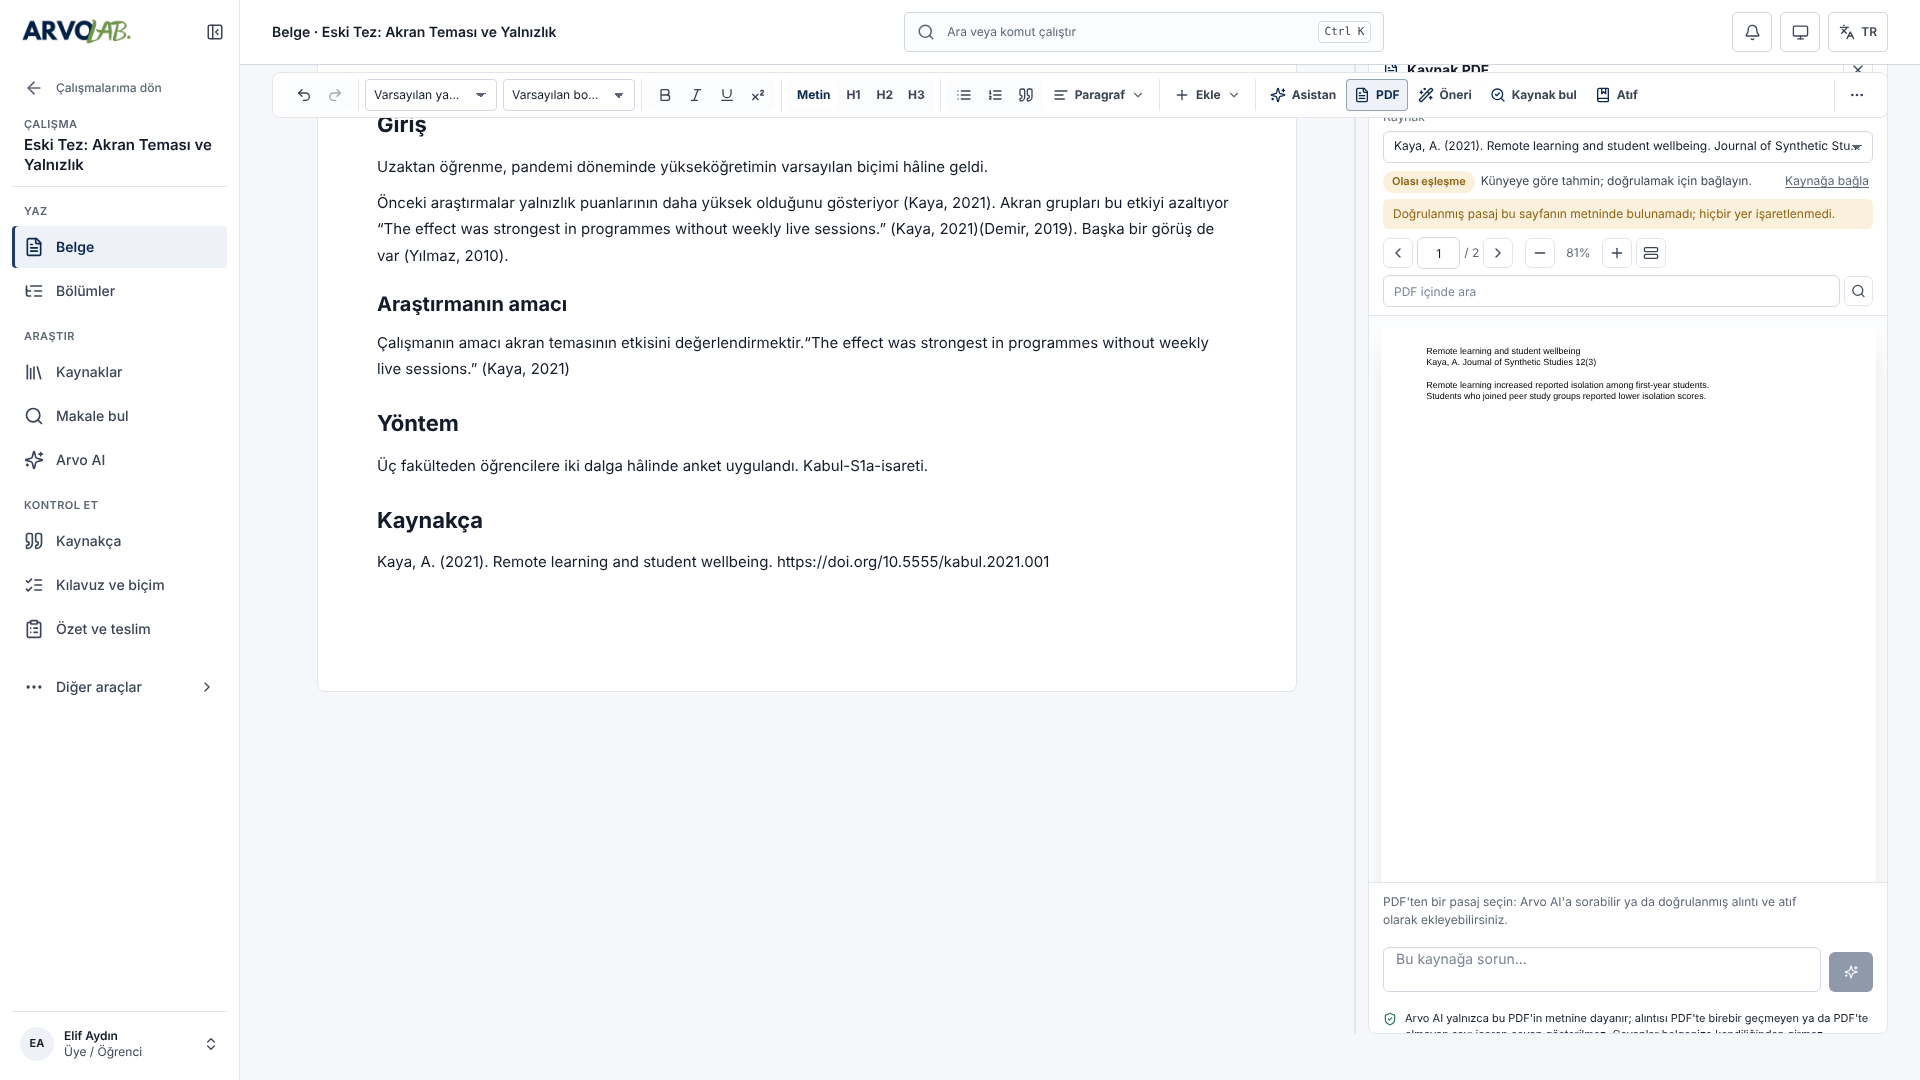 ARVOLAB.
Çalışmalarıma dön
ÇALIŞMA
Eski Tez: Akran Teması ve
Yalnızlık
YAZ
Belge
Bölümler
ARAŞTIR
Kaynaklar
Makale bul
Arvo AI
KONTROL ET
Kaynakça
Kılavuz ve biçim
Özet ve teslim
Diğer araçlar
EA
Elif Aydın
Üye / Öğrenci
Belge · Eski Tez: Akran Teması ve Yalnızlık
Ara veya komut çalıştır
Ctrl K
TR
Varsayılan ya...
Varsayılan bo...
B I U x²
Metin H1 H2 H3
Paragraf
Ekle
Asistan
PDF
Öneri
Kaynak bul
Atıf
Giriş
Uzaktan öğrenme, pandemi döneminde yükseköğretimin varsayılan biçimi hâline geldi.
Önceki araştırmalar yalnızlık puanlarının daha yüksek olduğunu gösteriyor (Kaya, 2021). Akran grupları bu etkiyi azaltıyor
“The effect was strongest in programmes without weekly live sessions.” (Kaya, 2021)(Demir, 2019). Başka bir görüş de
var (Yılmaz, 2010).
Araştırmanın amacı
Çalışmanın amacı akran temasının etkisini değerlendirmektir.“The effect was strongest in programmes without weekly
live sessions.” (Kaya, 2021)
Yöntem
Üç fakülteden öğrencilere iki dalga hâlinde anket uygulandı. Kabul-S1a-isareti.
Kaynakça
Kaya, A. (2021). Remote learning and student wellbeing. https://doi.org/10.5555/kabul.2021.001
Kaynak PDF
Kaynak
Kaya, A. (2021). Remote learning and student wellbeing. Journal of Synthetic Stu...
Olası eşleşme
Künyeye göre tahmin; doğrulamak için bağlayın.
Kaynağa bağla
Doğrulanmış pasaj bu sayfanın metninde bulunamadı; hiçbir yer işaretlenmedi.
1 / 2
81%
PDF içinde ara
Remote learning and student wellbeing
Kaya, A. Journal of Synthetic Studies 12(3)
Remote learning increased reported isolation among first-year students.
Students who joined peer study groups reported lower isolation scores.
PDF'ten bir pasaj seçin: Arvo AI'a sorabilir ya da doğrulanmış alıntı ve atıf
olarak ekleyebilirsiniz.
Bu kaynağa sorun...
Arvo AI yalnızca bu PDF'in metnine dayanır; alıntısı PDF'te birebir geçmeyen ya da PDF'te